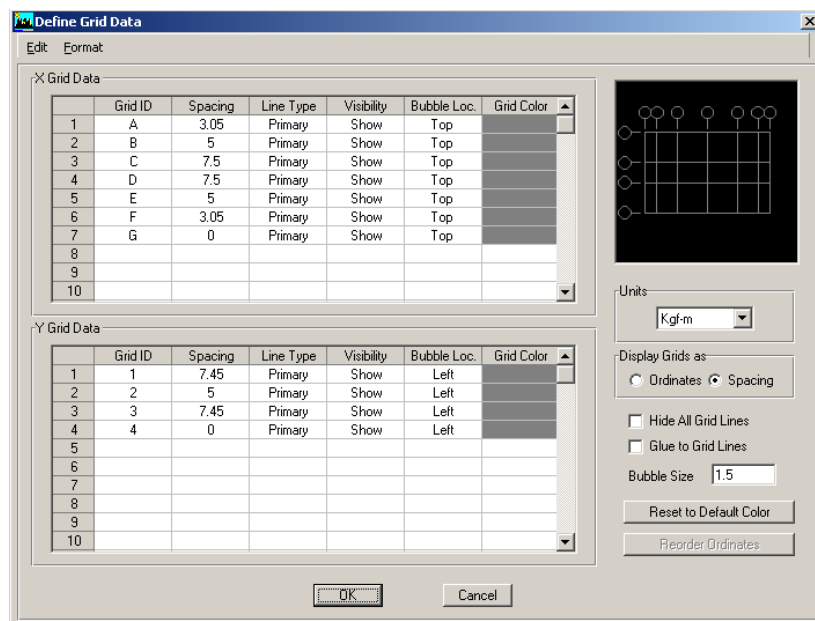 Define Grid Data
Edit Format
X Grid Data
Grid ID Spacing Line Type Visibility Bubble Loc. Grid Color
1 A 3.05 Primary Show Top
2 B 5 Primary Show Top
3 C 7.5 Primary Show Top
4 D 7.5 Primary Show Top
5 E 5 Primary Show Top
6 F 3.05 Primary Show Top
7 G 0 Primary Show Top
8
9
10
Y Grid Data
Grid ID Spacing Line Type Visibility Bubble Loc. Grid Color
1 1 7.45 Primary Show Left
2 2 5 Primary Show Left
3 3 7.45 Primary Show Left
4 4 0 Primary Show Left
5
6
7
8
9
10
Units
Kgf-m
Display Grids as
Ordinates Spacing
Hide All Grid Lines
Glue to Grid Lines
Bubble Size 1.5
Reset to Default Color
Reorder Ordinates
OK Cancel